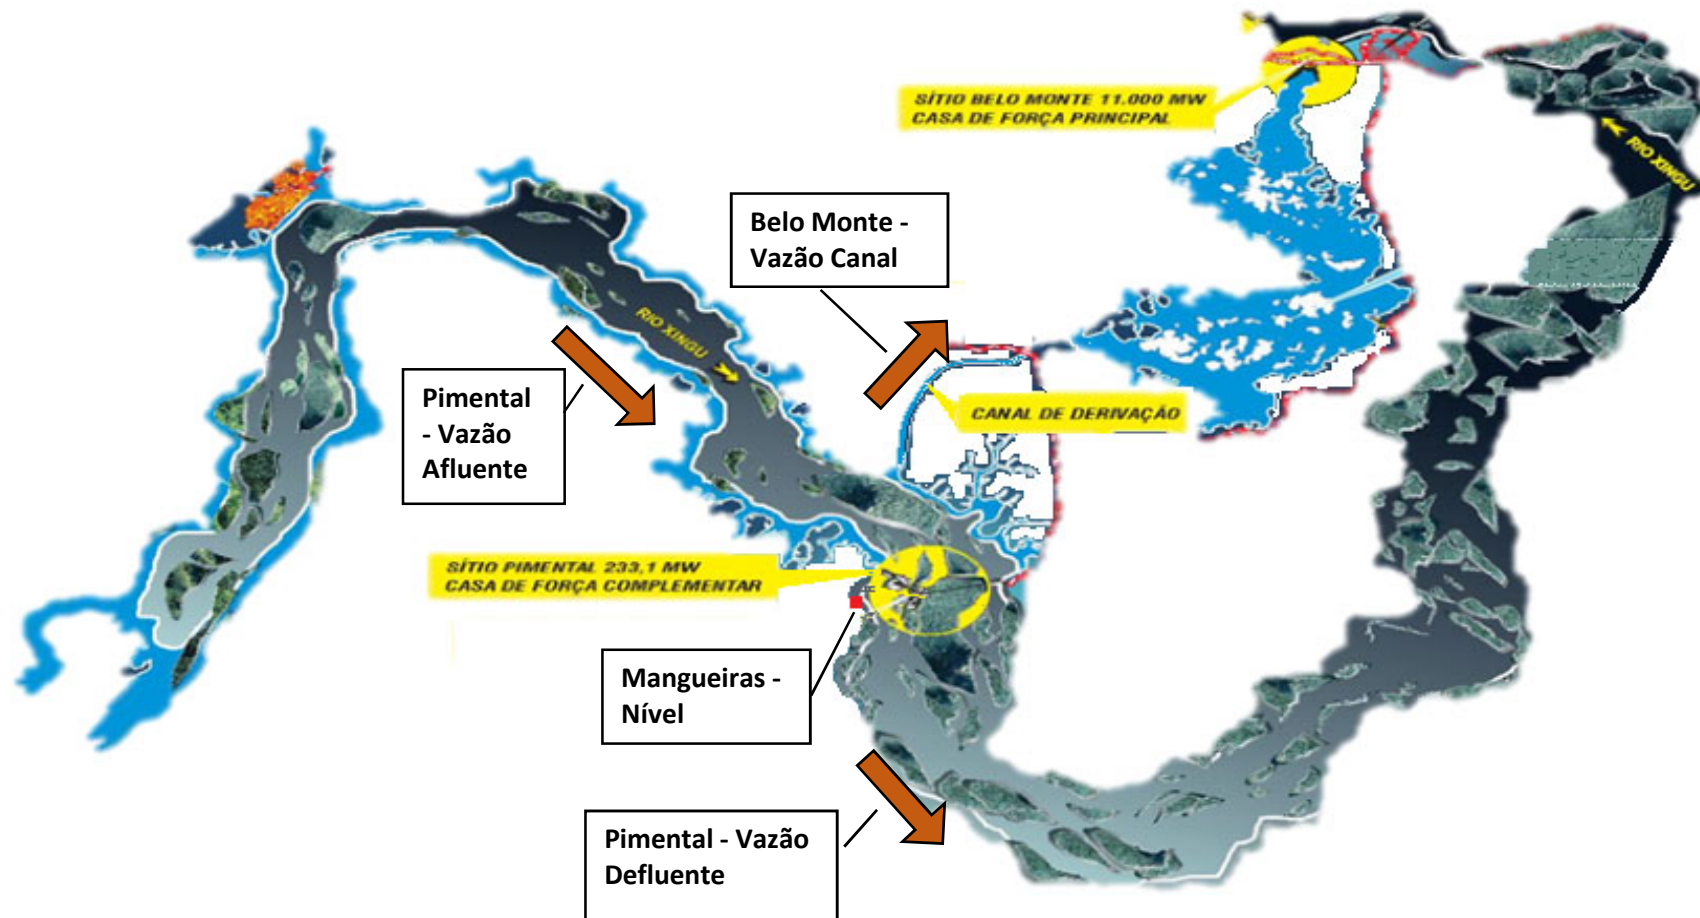 SÍTIO BELO MONTE 11.000 MW
CASA DE FORÇA PRINCIPAL
RIO XINGU
Belo Monte -
Vazão Canal
RIO XINGU
Pimental
- Vazão
Afluente
CANAL DE DERIVAÇÃO
SÍTIO PIMENTAL 233,1 MW
CASA DE FORÇA COMPLEMENTAR
Mangueiras -
Nível
Pimental - Vazão
Defluente